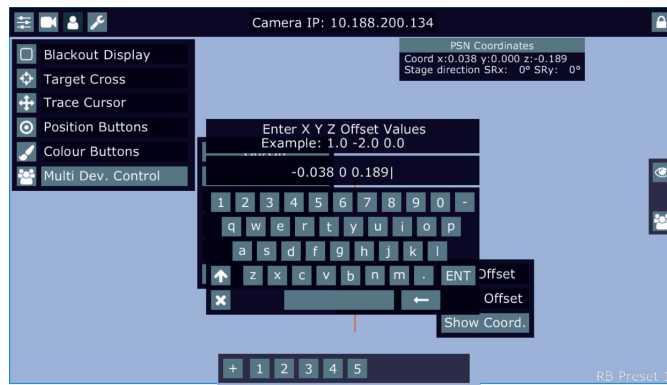 Camera IP: 10.188.200.134
PSN Coordinates
Coord x:0.038 y:0.000 z:-0.189
Stage direction SRx: 0° SRy: 0°
Blackout Display
Target Cross
Trace Cursor
Position Buttons
Colour Buttons
Multi Dev. Control
Enter X Y Z Offset Values
Example: 1.0 -2.0 0.0
-0.038 0 0.189|
1 2 3 4 5 6 7 8 9 0 -
q w e r t y u i o p
a s d f g h j k l
z x c v b n m . ENT
Offset
Offset
Show Coord.
+ 1 2 3 4 5
RB Preset